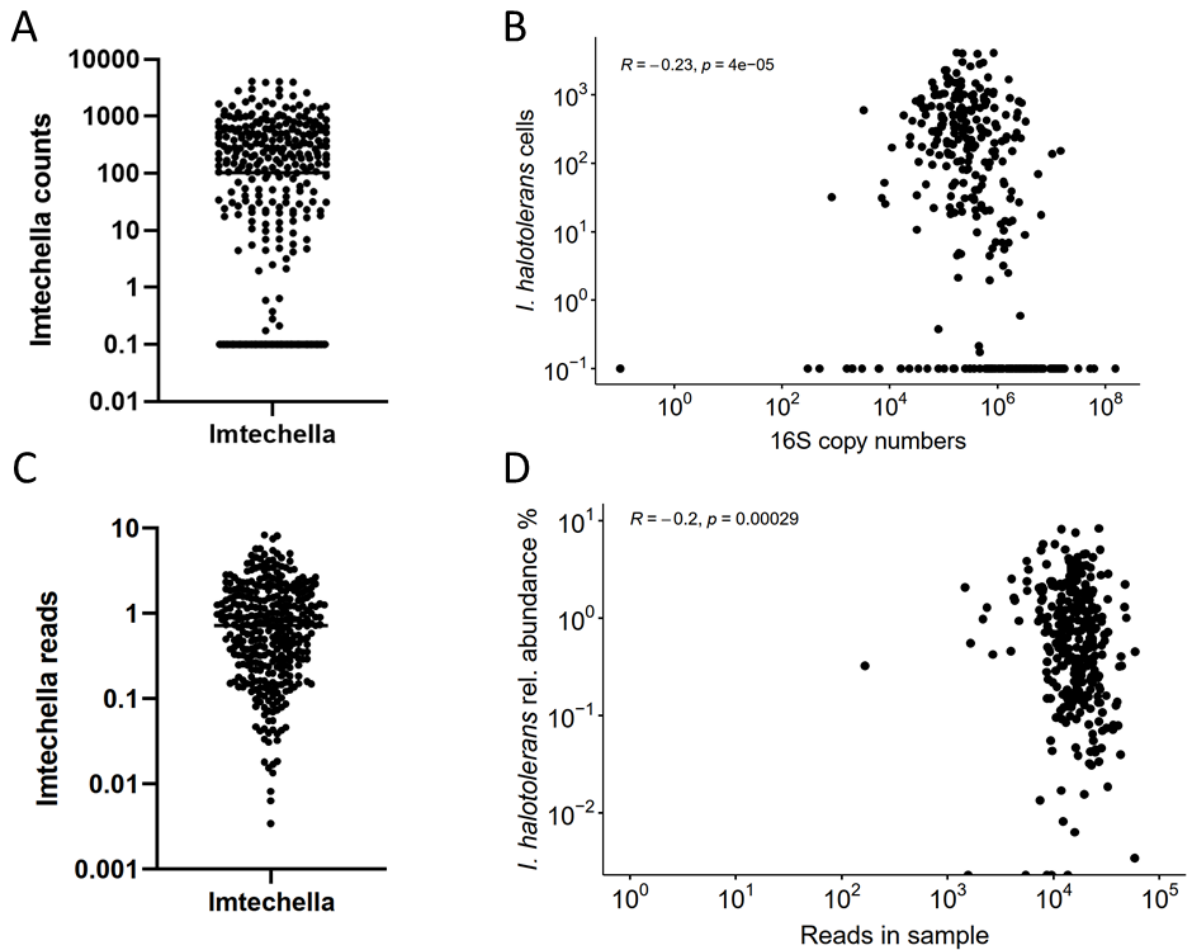 A
10000
1000
100
10
1
0.1
0.01
Imtechella counts
Imtechella
B
R = −0.23, p = 4e−05
10³
10²
10¹
10⁰
10⁻¹
I. halotolerans cells
10⁰ 10² 10⁴ 10⁶ 10⁸
16S copy numbers
C
10
1
0.1
0.01
0.001
Imtechella reads
Imtechella
D
R = −0.2, p = 0.00029
10¹
10⁰
10⁻¹
10⁻²
I. halotolerans rel. abundance %
10⁰ 10¹ 10² 10³ 10⁴ 10⁵
Reads in sample